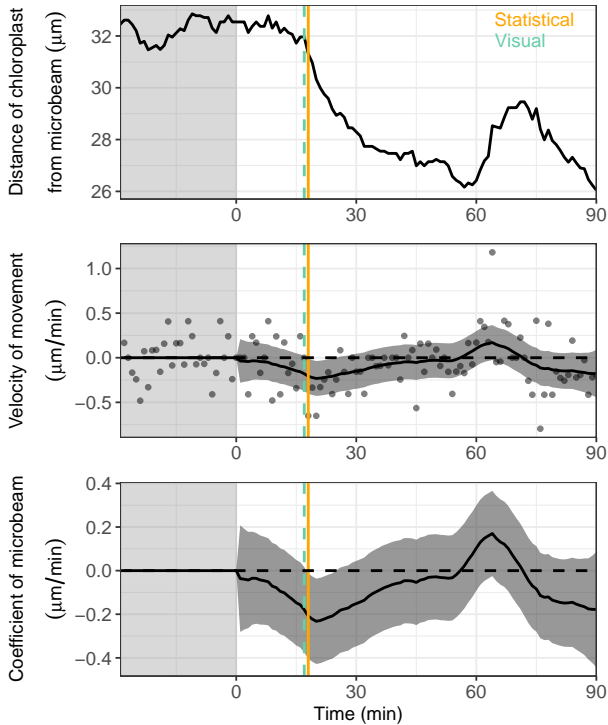 Distance of chloroplast
from microbeam (μm)
32
30
28
26
Statistical
Visual
0
30
60
90
Velocity of movement
(μm/min)
1.0
0.5
0.0
−0.5
0
30
60
90
Coefficient of microbeam
(μm/min)
0.4
0.2
0.0
−0.2
−0.4
0
30
60
90
Time (min)